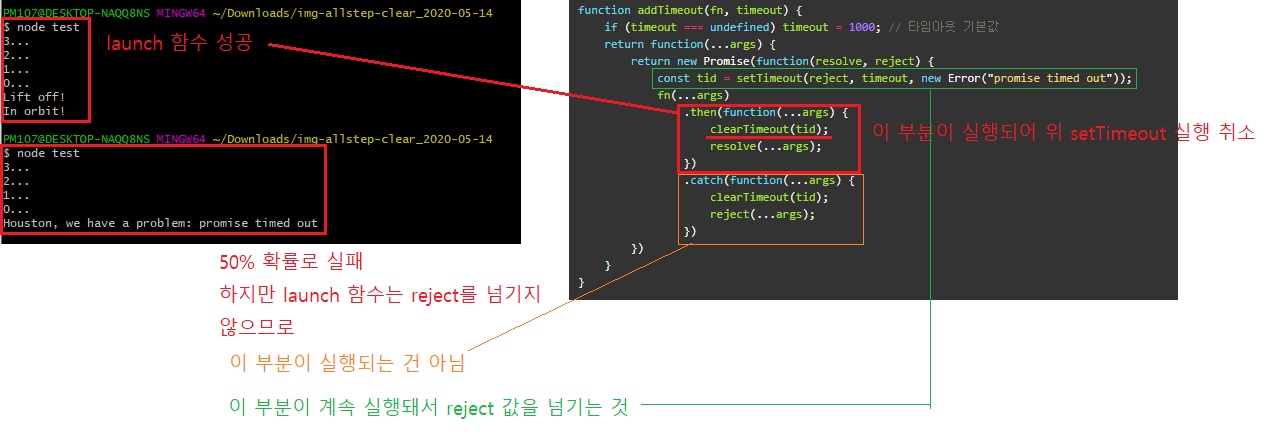 PM107@DESKTOP-NAQQ8NS MINGW64 ~/Downloads/img-allstep-clear_2020-05-14
$ node test
3...
2...
1...
0...
Lift off!
In orbit!
launch 함수 성공
PM107@DESKTOP-NAQQ8NS MINGW64 ~/Downloads/img-allstep-clear_2020-05-14
$ node test
3...
2...
1...
0...
Houston, we have a problem: promise timed out
function addTimeout(fn, timeout) {
if (timeout === undefined) timeout = 1000; // 타임아웃 기본값
return function(...args) {
return new Promise(function(resolve, reject) {
const tid = setTimeout(reject, timeout, new Error("promise timed out"));
fn(...args)
.then(function(...args) {
clearTimeout(tid);
resolve(...args);
})
.catch(function(...args) {
clearTimeout(tid);
reject(...args);
})
})
}
}
이 부분이 실행되어 위 setTimeout 실행 취소
50% 확률로 실패
하지만 launch 함수는 reject를 넘기지
않으므로
이 부분이 실행되는 건 아님
이 부분이 계속 실행돼서 reject 값을 넘기는 것